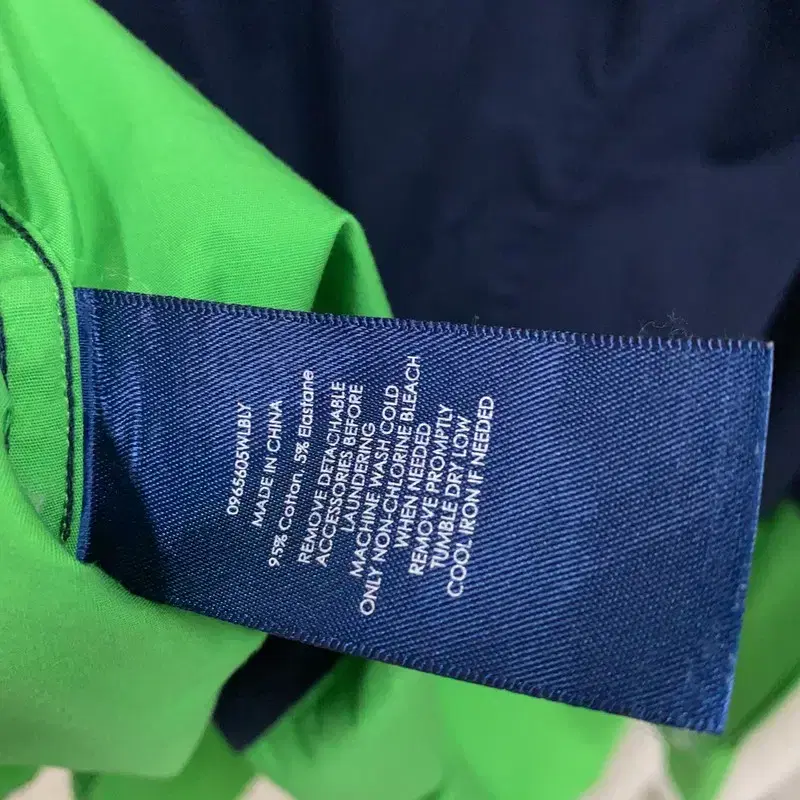 0965605WLBLY
MADE IN CHINA
95% Cotton, 5% Elastane
REMOVE DETACHABLE
ACCESSORIES BEFORE
LAUNDERING
MACHINE WASH COLD
ONLY NON-CHLORINE BLEACH
WHEN NEEDED
REMOVE PROMPTLY
TUMBLE DRY LOW
COOL IRON IF NEEDED